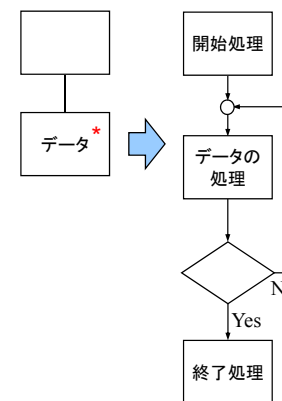 開始処理
データ*
データの
処理
N
Yes
終了処理